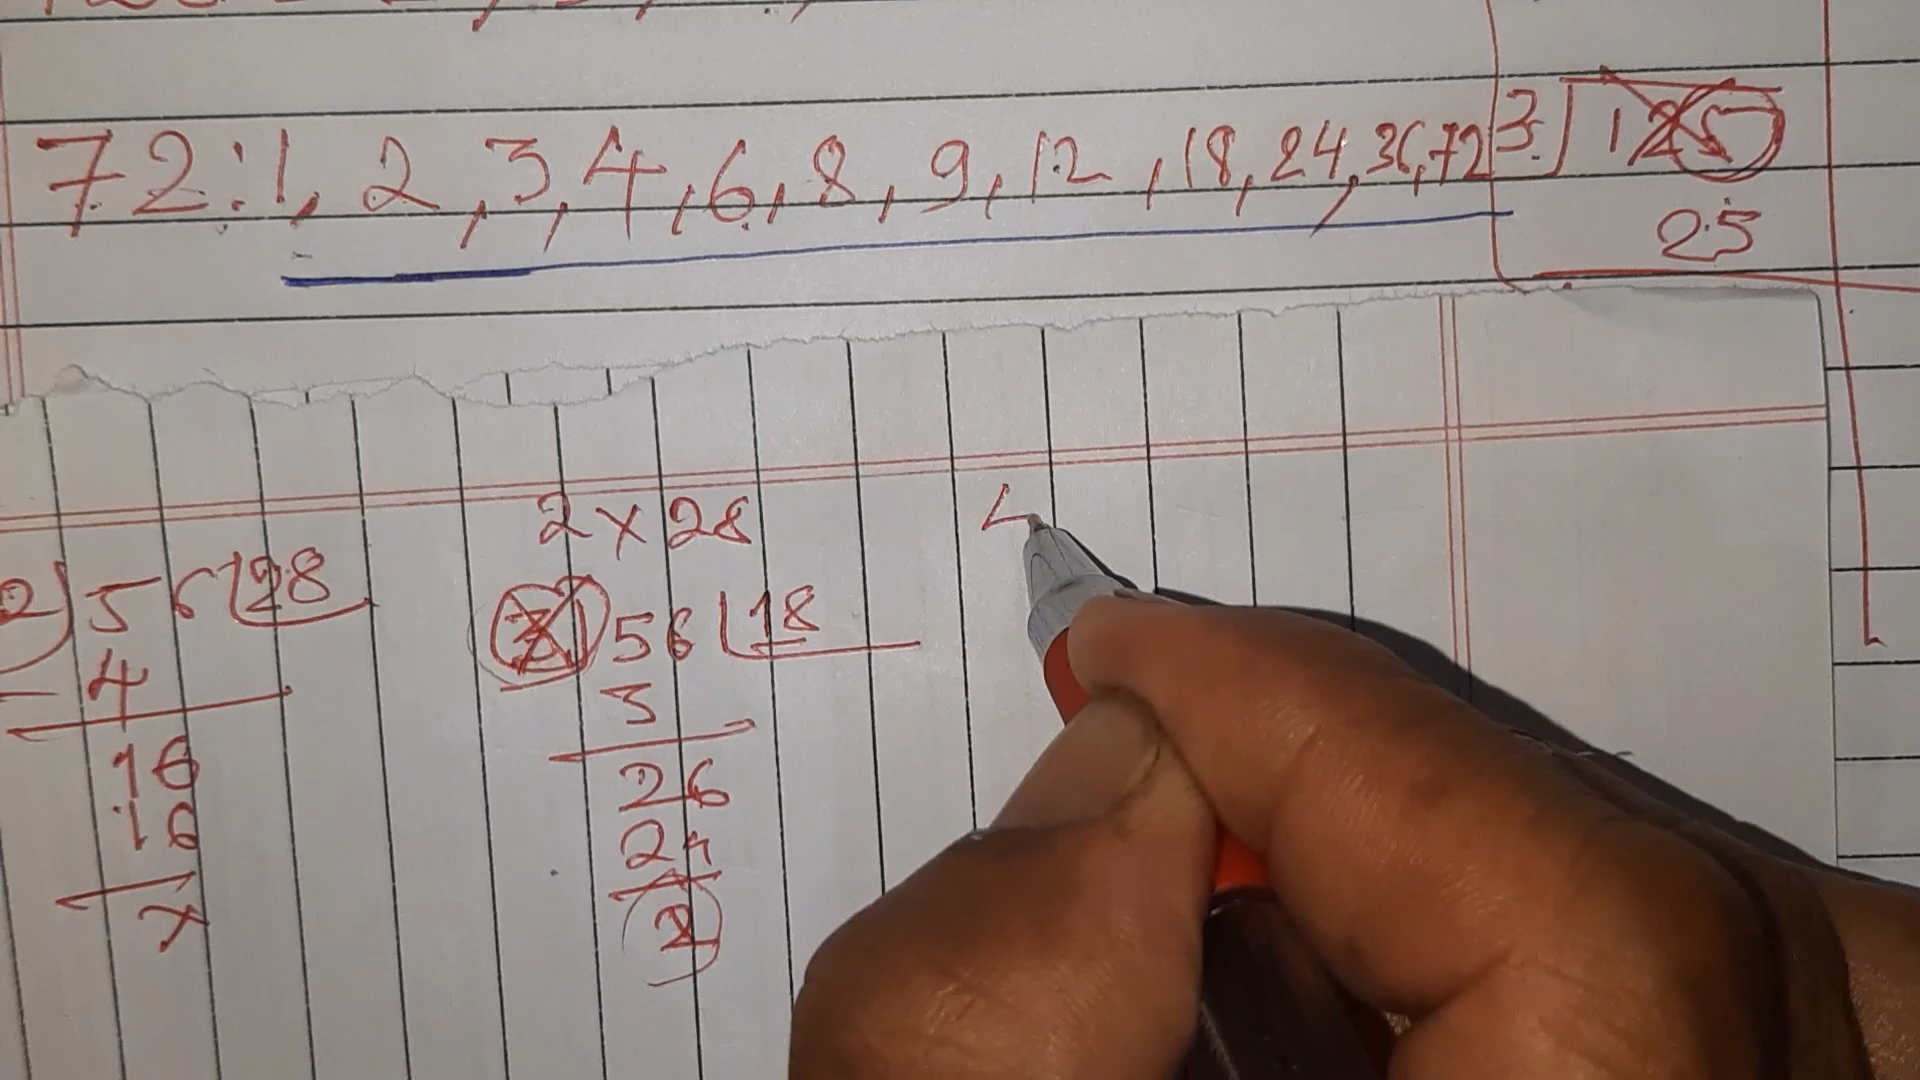 72:1, 2, 3, 4, 6, 8, 9, 12, 18, 24, 36, 72
3) 125
25
2) 56 (28
- 4
16
16
x
2 x 28
3) 56 (18
3
26
24
2